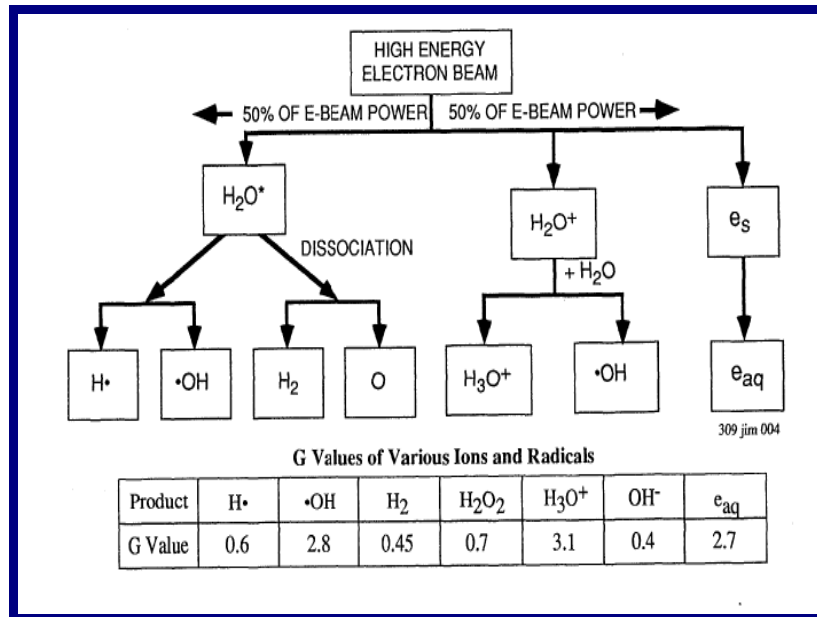 HIGH ENERGY
ELECTRON BEAM
50% OF E-BEAM POWER 50% OF E-BEAM POWER
H₂O*
H₂O⁺
eₛ
DISSOCIATION
+ H₂O
H•
•OH
H₂
O
H₃O⁺
•OH
e_aq
309 jim 004
G Values of Various Ions and Radicals
Product H• •OH H₂ H₂O₂ H₃O⁺ OH⁻ e_aq
G Value 0.6 2.8 0.45 0.7 3.1 0.4 2.7